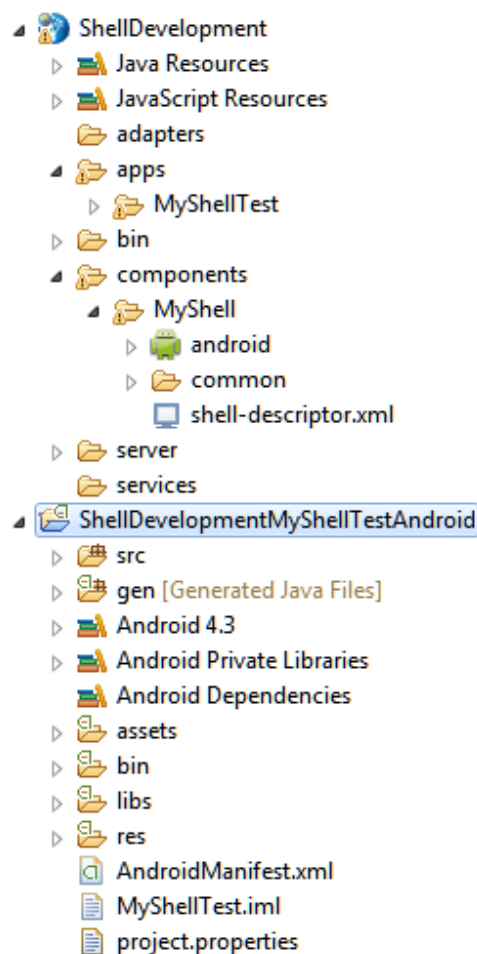 ShellDevelopment
Java Resources
JavaScript Resources
adapters
apps
MyShellTest
bin
components
MyShell
android
common
shell-descriptor.xml
server
services
ShellDevelopmentMyShellTestAndroid
src
gen [Generated Java Files]
Android 4.3
Android Private Libraries
Android Dependencies
assets
bin
libs
res
AndroidManifest.xml
MyShellTest.iml
project.properties